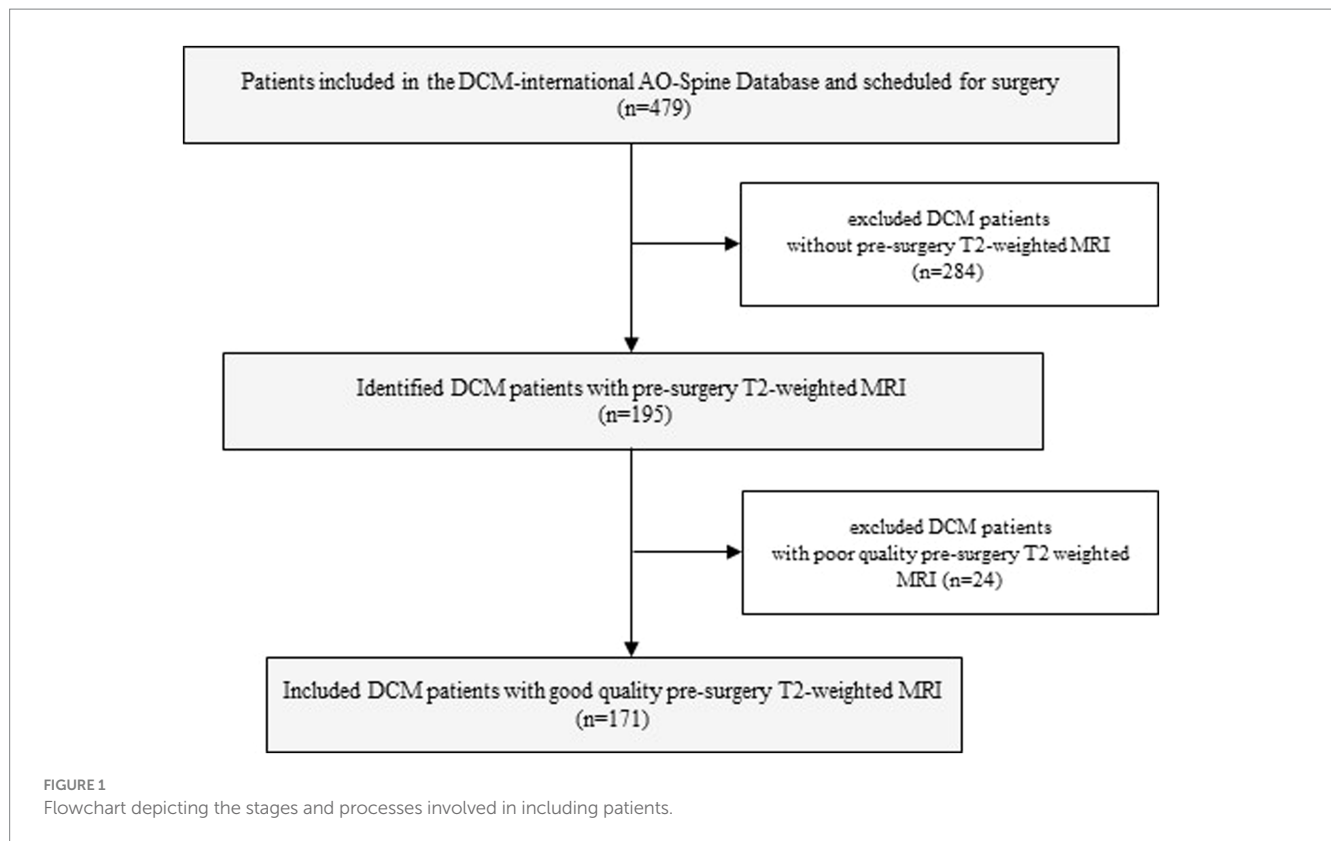 Patients included in the DCM-international AO-Spine Database and scheduled for surgery
(n=479)
excluded DCM patients
without pre-surgery T2-weighted MRI
(n=284)
Identified DCM patients with pre-surgery T2-weighted MRI
(n=195)
excluded DCM patients
with poor quality pre-surgery T2 weighted
MRI (n=24)
Included DCM patients with good quality pre-surgery T2-weighted MRI
(n=171)
FIGURE 1
Flowchart depicting the stages and processes involved in including patients.